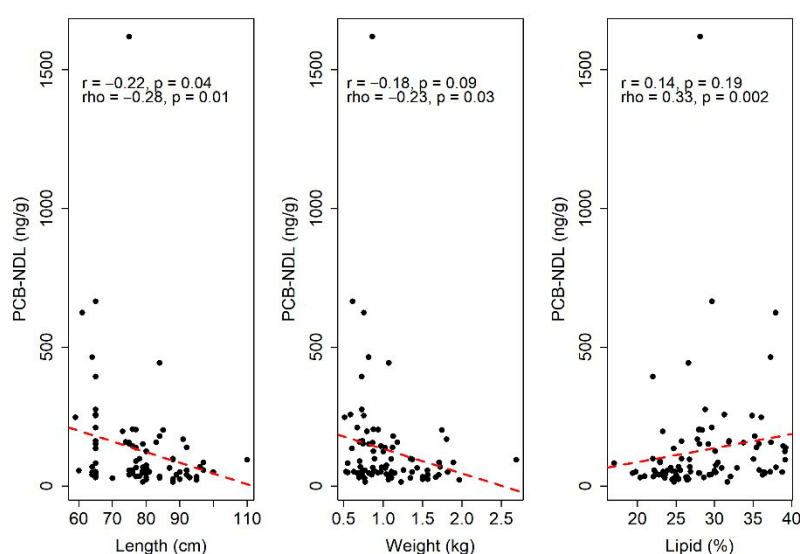 PCB-NDL (ng/g)
0
500
1000
1500
r = −0.22, p = 0.04
rho = −0.28, p = 0.01
60 70 80 90 110
Length (cm)
PCB-NDL (ng/g)
r = −0.18, p = 0.09
rho = −0.23, p = 0.03
0.5 1.0 1.5 2.0 2.5
Weight (kg)
PCB-NDL (ng/g)
r = 0.14, p = 0.19
rho = 0.33, p = 0.002
20 25 30 35 40
Lipid (%)
0
500
1000
1500
0
500
1000
1500